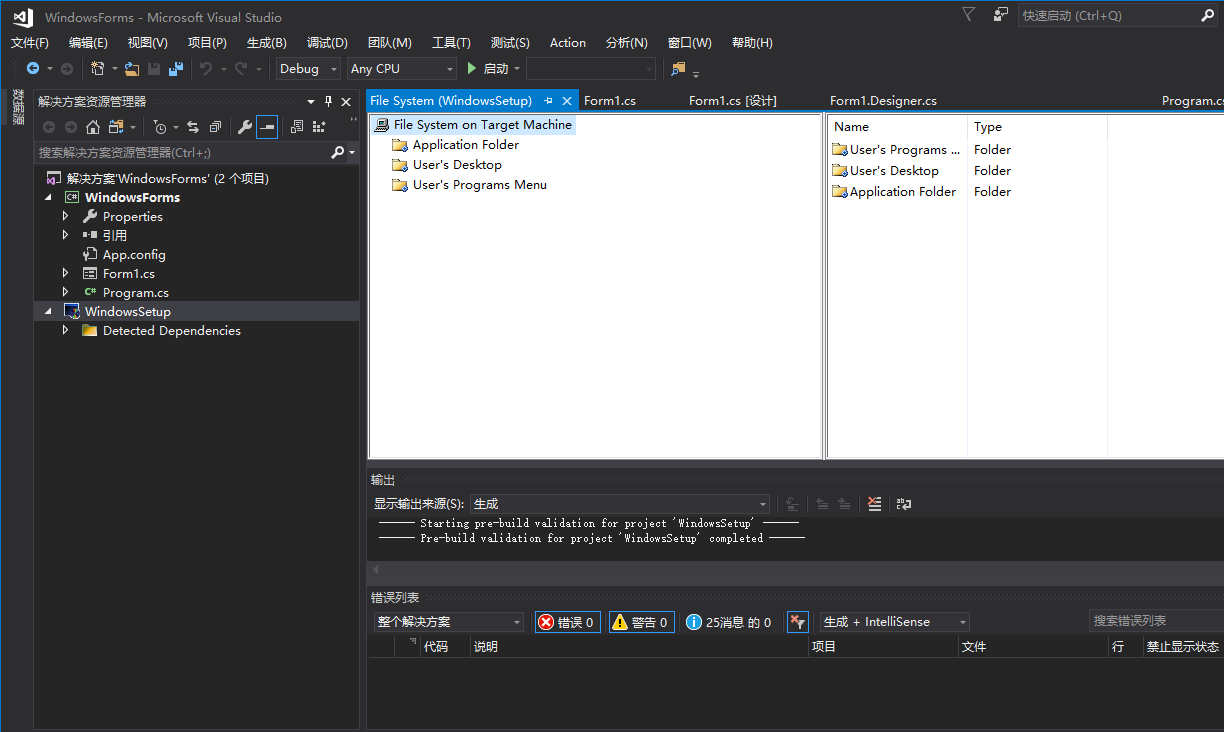 WindowsForms - Microsoft Visual Studio
快速启动 (Ctrl+Q)
文件(F) 编辑(E) 视图(V) 项目(P) 生成(B) 调试(D) 团队(M) 工具(T) 测试(S) Action 分析(N) 窗口(W) 帮助(H)
Debug Any CPU 启动
数据源
解决方案资源管理器
搜索解决方案资源管理器(Ctrl+;)
解决方案'WindowsForms' (2 个项目)
WindowsForms
Properties
引用
App.config
Form1.cs
Program.cs
WindowsSetup
Detected Dependencies
File System (WindowsSetup) Form1.cs Form1.cs [设计] Form1.Designer.cs Program.cs
File System on Target Machine
Application Folder
User's Desktop
User's Programs Menu
Name Type
User's Programs ... Folder
User's Desktop Folder
Application Folder Folder
输出
显示输出来源(S): 生成
------ Starting pre-build validation for project 'WindowsSetup' ------
------ Pre-build validation for project 'WindowsSetup' completed ------
错误列表
整个解决方案 错误 0 警告 0 25消息 的 0 生成 + IntelliSense 搜索错误列表
代码 说明 项目 文件 行 禁止显示状态